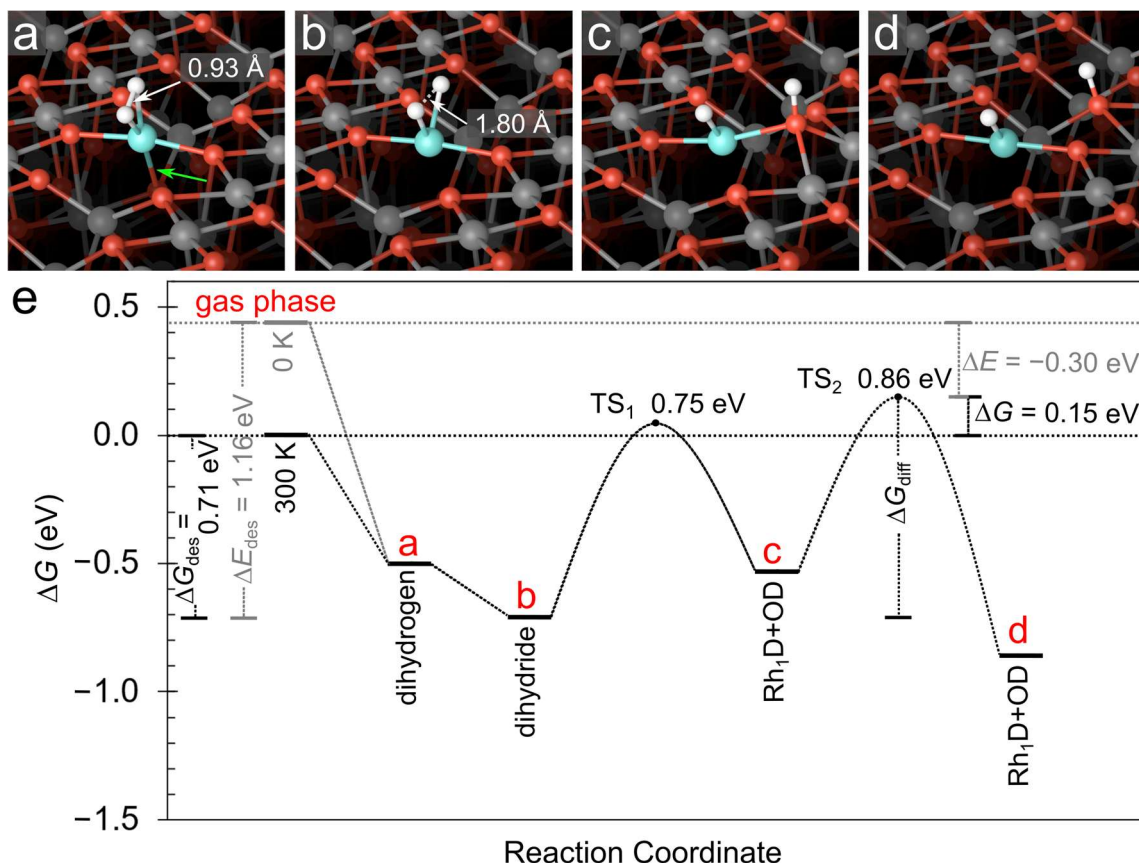 a
b
c
d
0.93 Å
1.80 Å
e
gas phase
0 K
300 K
TS₁ 0.75 eV
TS₂ 0.86 eV
ΔE = −0.30 eV
ΔG = 0.15 eV
ΔG_des =
0.71 eV
ΔE_des = 1.16 eV
ΔG_diff
a
dihydrogen
b
dihydride
c
Rh₁D+OD
d
Rh₁D+OD
0.5
0.0
−0.5
−1.0
−1.5
ΔG (eV)
Reaction Coordinate